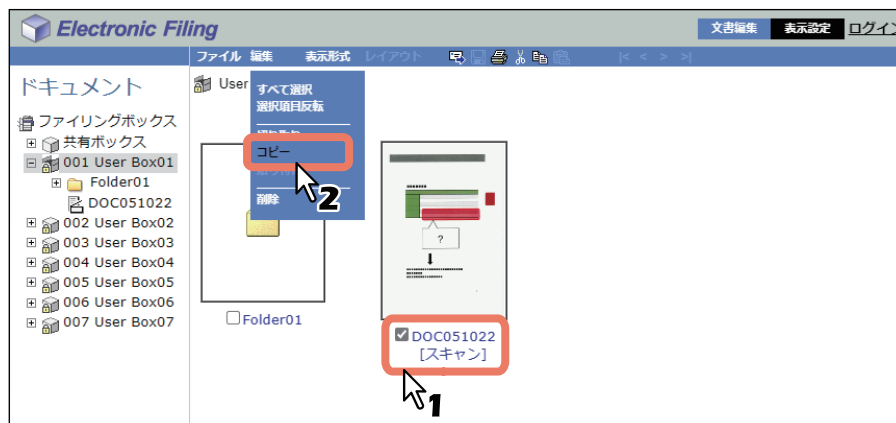 Electronic Filing
文書編集 表示設定 ログイン
ファイル 編集 表示形式 レイアウト |< < > >|
ドキュメント
ファイリングボックス
共有ボックス
001 User Box01
Folder01
DOC051022
002 User Box02
003 User Box03
004 User Box04
005 User Box05
006 User Box06
007 User Box07
User
すべて選択
選択項目反転
コピー
削除
2
?
Folder01
DOC051022
[スキャン]
1